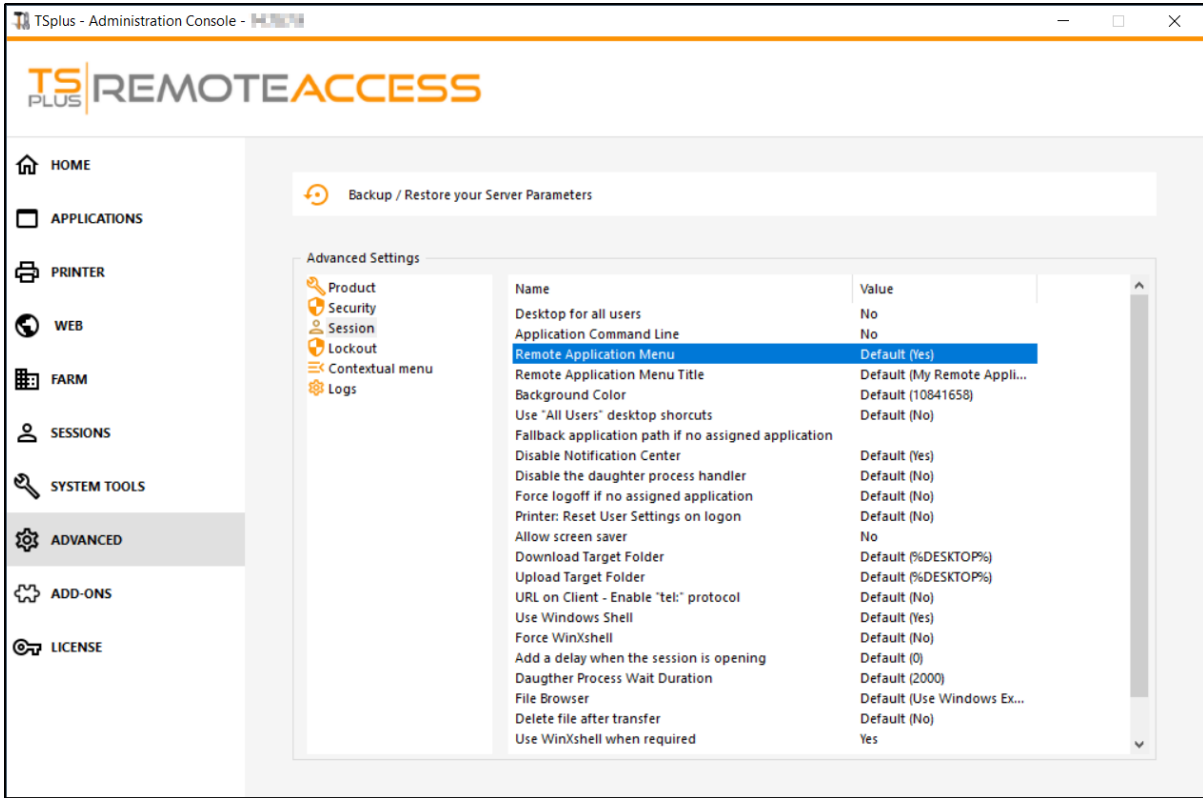 TSplus - Administration Console -
TS PLUS REMOTEACCESS
HOME
APPLICATIONS
PRINTER
WEB
FARM
SESSIONS
SYSTEM TOOLS
ADVANCED
ADD-ONS
LICENSE
Backup / Restore your Server Parameters
Advanced Settings
Product
Security
Session
Lockout
Contextual menu
Logs
Name Value
Desktop for all users No
Application Command Line No
Remote Application Menu Default (Yes)
Remote Application Menu Title Default (My Remote Appli...
Background Color Default (10841658)
Use "All Users" desktop shorcuts Default (No)
Fallback application path if no assigned application
Disable Notification Center Default (Yes)
Disable the daughter process handler Default (No)
Force logoff if no assigned application Default (No)
Printer: Reset User Settings on logon Default (No)
Allow screen saver No
Download Target Folder Default (%DESKTOP%)
Upload Target Folder Default (%DESKTOP%)
URL on Client - Enable "tel:" protocol Default (No)
Use Windows Shell Default (Yes)
Force WinXshell Default (No)
Add a delay when the session is opening Default (0)
Daugther Process Wait Duration Default (2000)
File Browser Default (Use Windows Ex...
Delete file after transfer Default (No)
Use WinXshell when required Yes